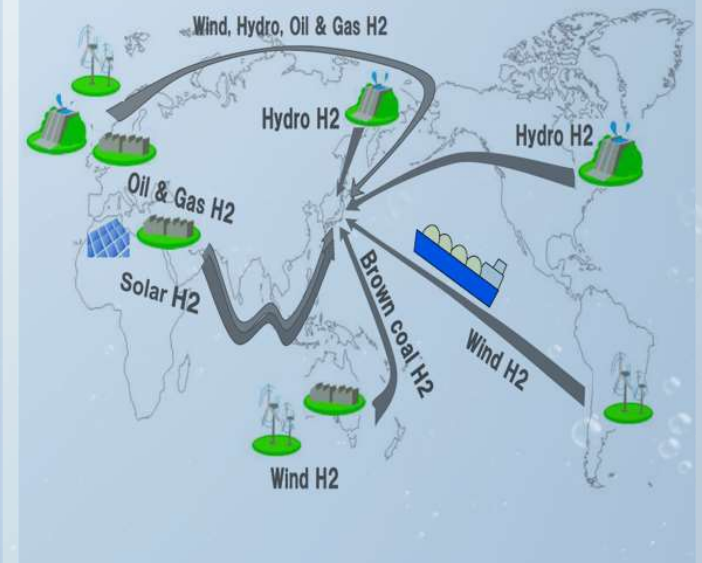 Wind, Hydro, Oil & Gas H2
Hydro H2
Hydro H2
Oil & Gas H2
Solar H2
Brown coal H2
Wind H2
Wind H2